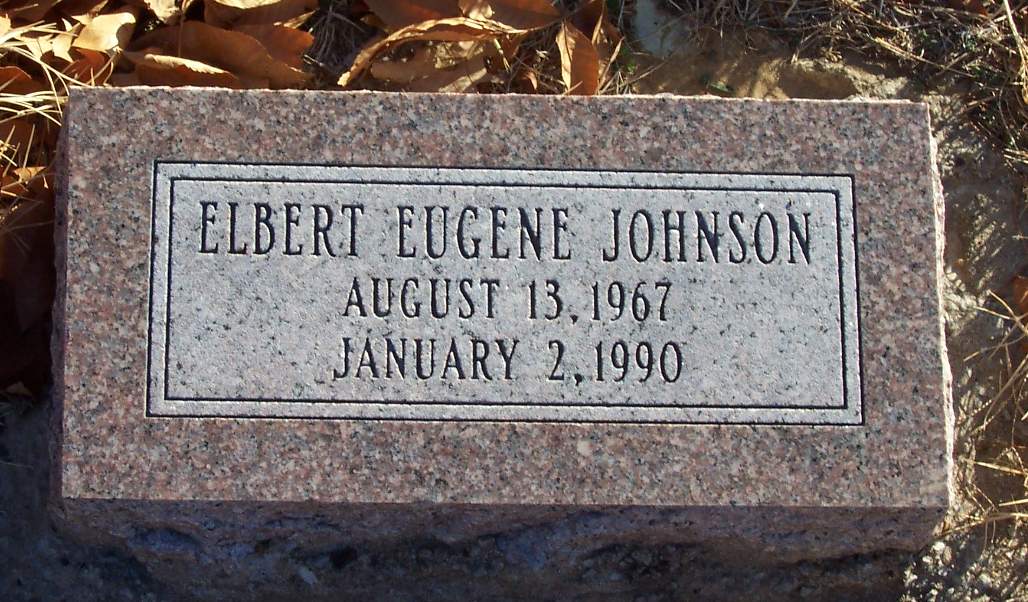 ELBERT EUGENE JOHNSON
AUGUST 13, 1967
JANUARY 2, 1990